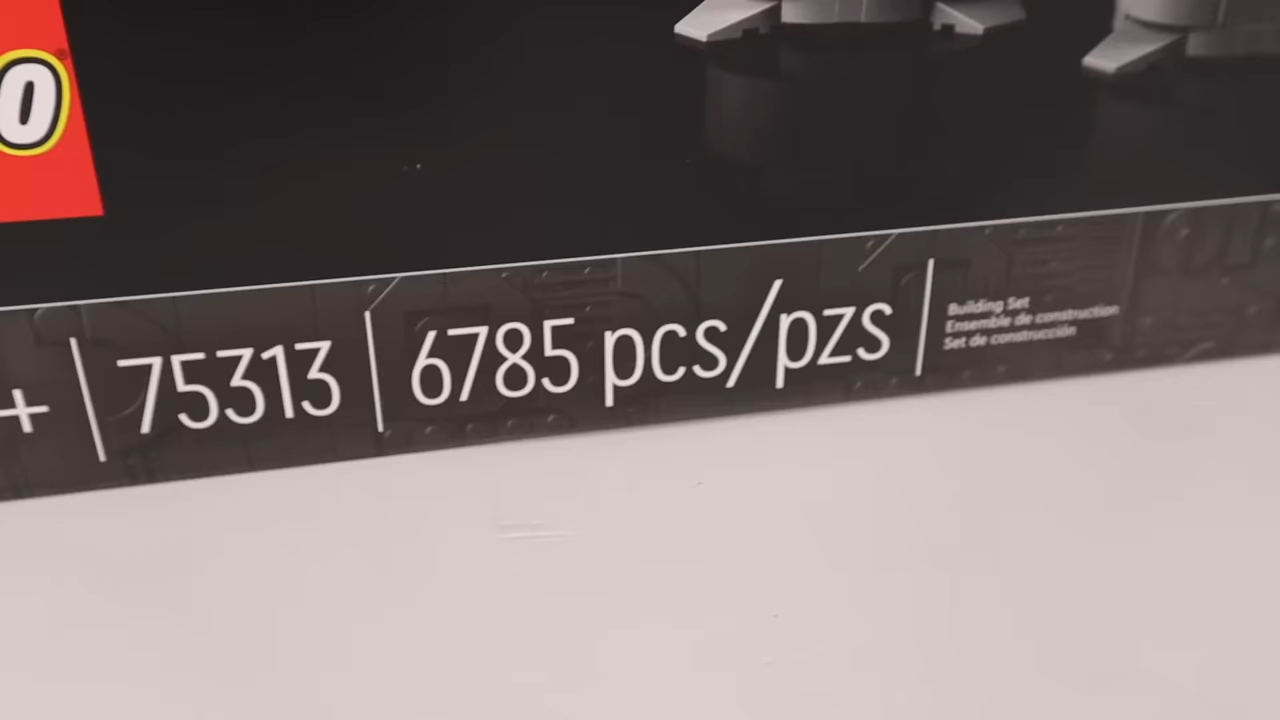 O®
+ | 75313 | 6785 pcs/pzs |
Building Set
Ensemble de construction
Set de construcción